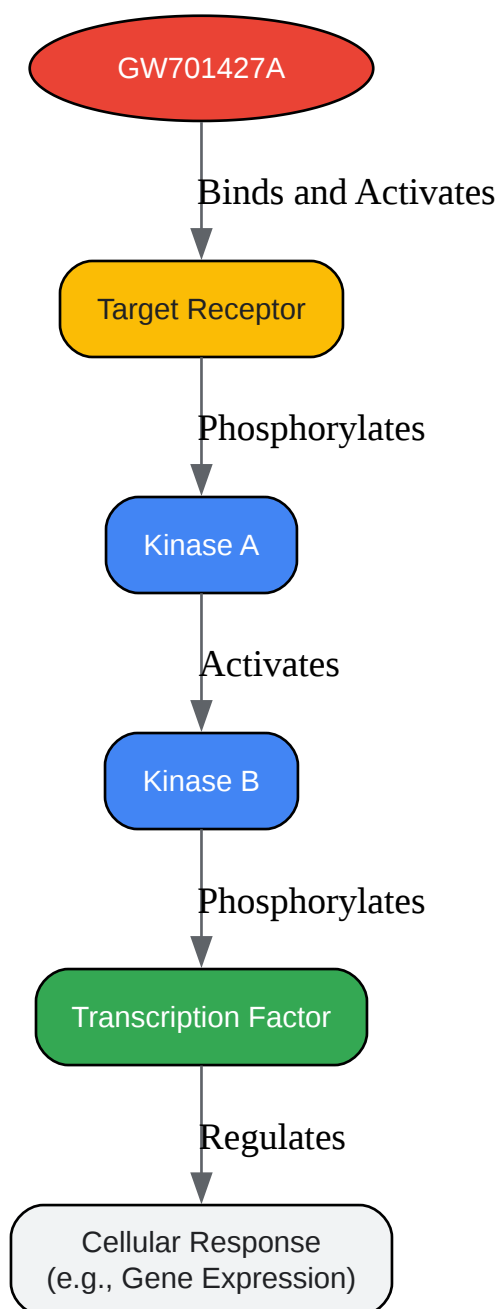 GW701427A
Binds and Activates
Target Receptor
Phosphorylates
Kinase A
Activates
Kinase B
Phosphorylates
Transcription Factor
Regulates
Cellular Response
(e.g., Gene Expression)